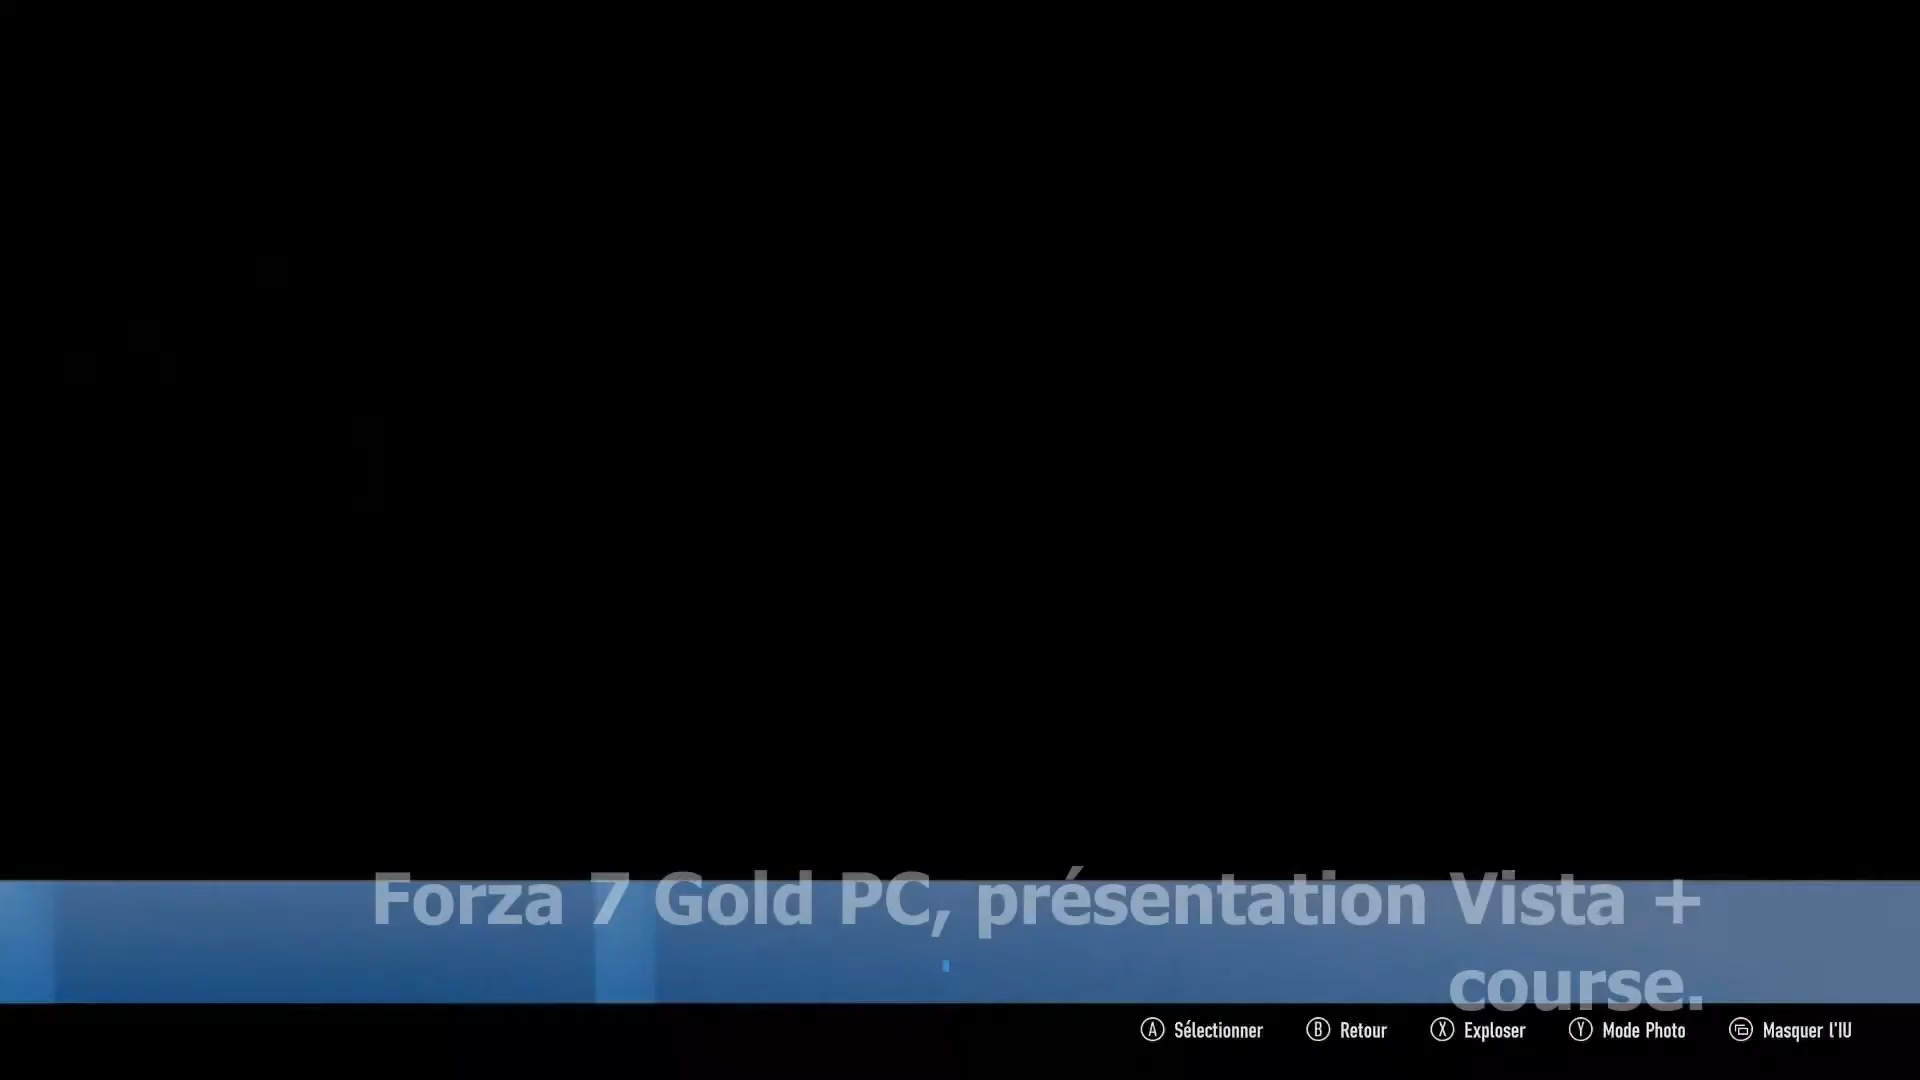 Forza 7 Gold PC, présentation Vista +
course.
A Sélectionner B Retour X Exploser Y Mode Photo Masquer l'IU